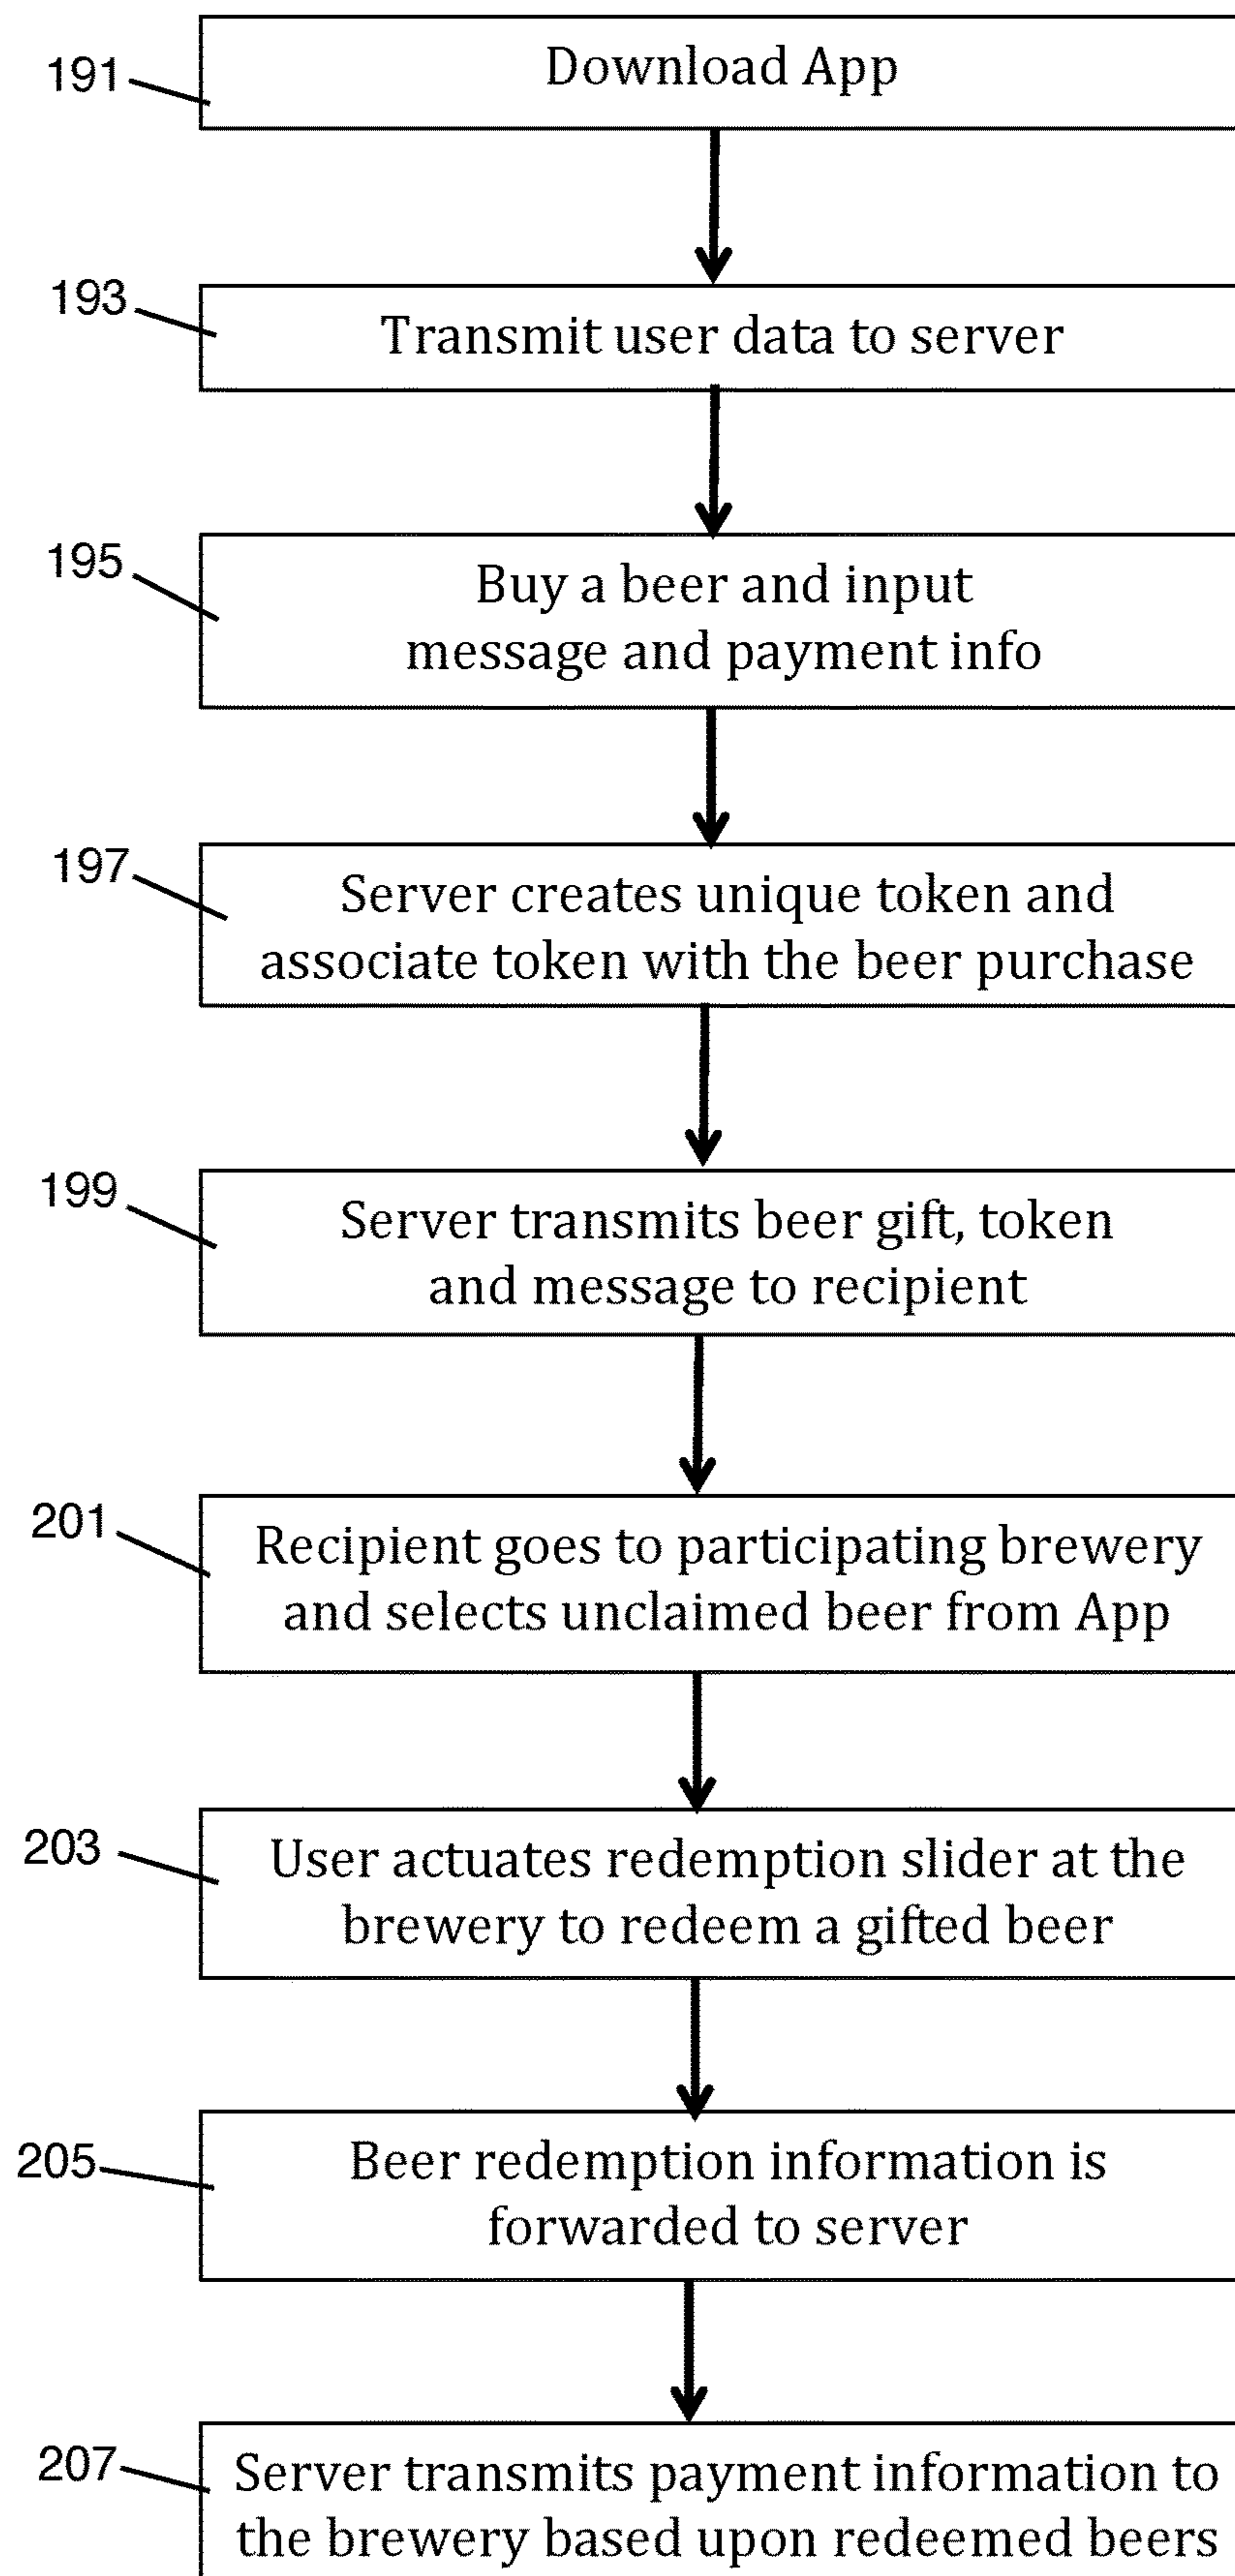 191
Download App
193
Transmit user data to server
195
Buy a beer and input
message and payment info
197
Server creates unique token and
associate token with the beer purchase
199
Server transmits beer gift, token
and message to recipient
201
Recipient goes to participating brewery
and selects unclaimed beer from App
203
User actuates redemption slider at the
brewery to redeem a gifted beer
205
Beer redemption information is
forwarded to server
207
Server transmits payment information to
the brewery based upon redeemed beers